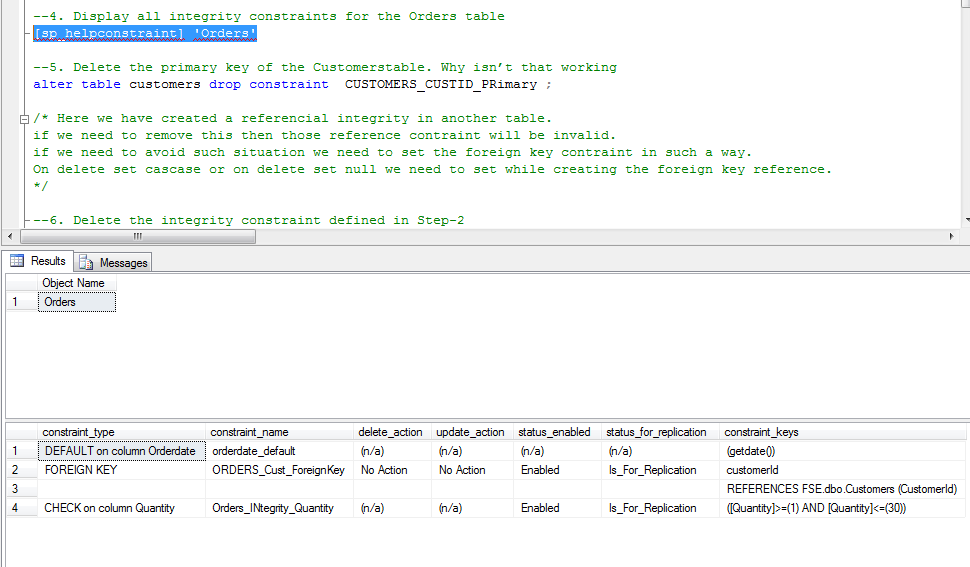 --4. Display all integrity constraints for the Orders table
[sp_helpconstraint] 'Orders'
--5. Delete the primary key of the Customerstable. Why isn't that working
alter table customers drop constraint  CUSTOMERS_CUSTID_PRimary ;
/* Here we have created a referencial integrity in another table.
if we need to remove this then those reference contraint will be invalid.
if we need to avoid such situation we need to set the foreign key contraint in such a way.
On delete set cascase or on delete set null we need to set while creating the foreign key reference.
*/
--6. Delete the integrity constraint defined in Step-2
Results Messages
Object Name
1 Orders
constraint_type constraint_name delete_action update_action status_enabled status_for_replication constraint_keys
1 DEFAULT on column Orderdate orderdate_default (n/a) (n/a) (n/a) (n/a) (getdate())
2 FOREIGN KEY ORDERS_Cust_ForeignKey No Action No Action Enabled Is_For_Replication customerId
3 REFERENCES FSE.dbo.Customers (CustomerId)
4 CHECK on column Quantity Orders_INtegrity_Quantity (n/a) (n/a) Enabled Is_For_Replication ([Quantity]>=(1) AND [Quantity]<=(30))